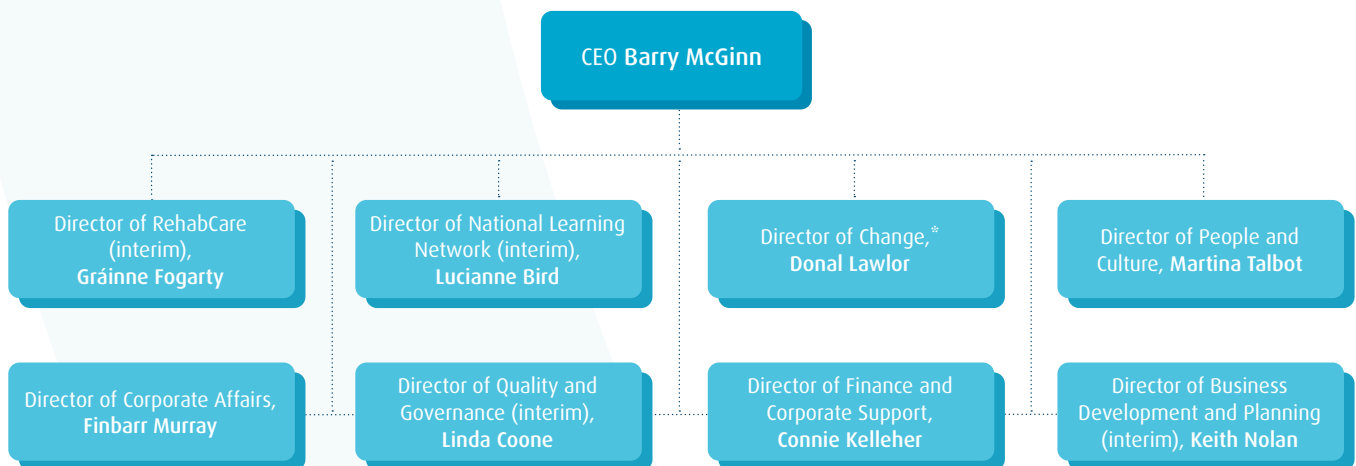 CEO Barry McGinn
Director of RehabCare
(interim),
Gráinne Fogarty
Director of National Learning
Network (interim),
Lucianne Bird
Director of Change,*
Donal Lawlor
Director of People and
Culture, Martina Talbot
Director of Corporate Affairs,
Finbarr Murray
Director of Quality and
Governance (interim),
Linda Coone
Director of Finance and
Corporate Support,
Connie Kelleher
Director of Business
Development and Planning
(interim), Keith Nolan